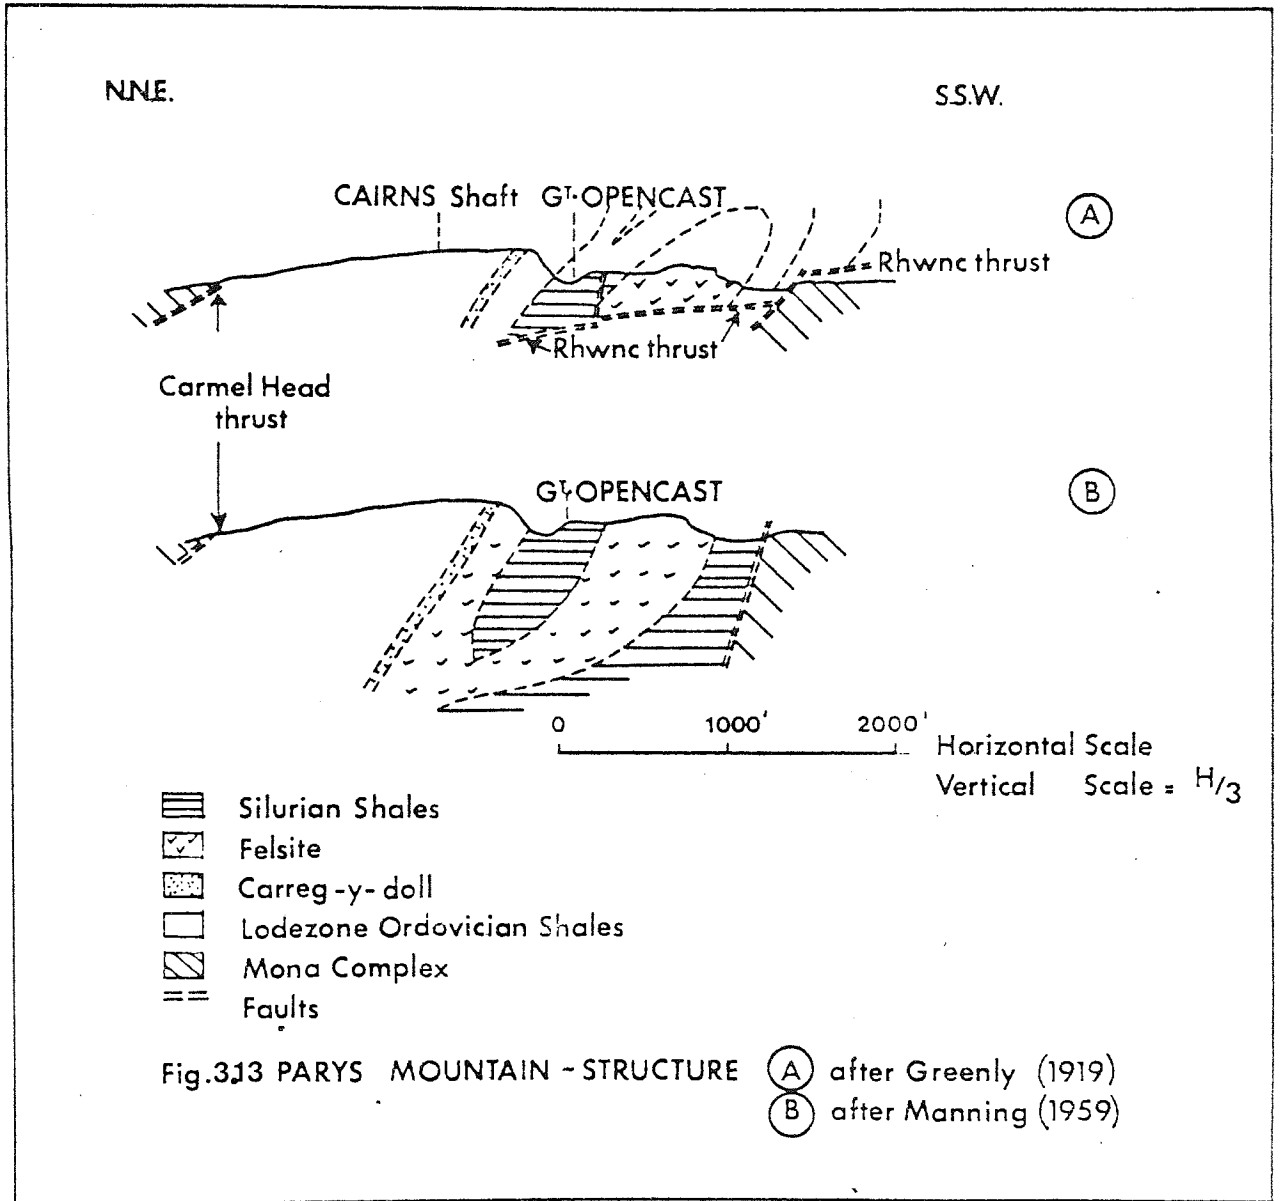 N.N.E.
S.S.W.
CAIRNS Shaft
Gᵀ·OPENCAST
A
Rhwnc thrust
Rhwnc thrust
Carmel Head
thrust
Gᵀ·OPENCAST
B
0 1000' 2000'
Horizontal Scale
Vertical Scale = H/3
Silurian Shales
Felsite
Carreg-y-doll
Lodezone Ordovician Shales
Mona Complex
Faults
Fig.3.13 PARYS MOUNTAIN ~ STRUCTURE A after Greenly (1919)
B after Manning (1959)